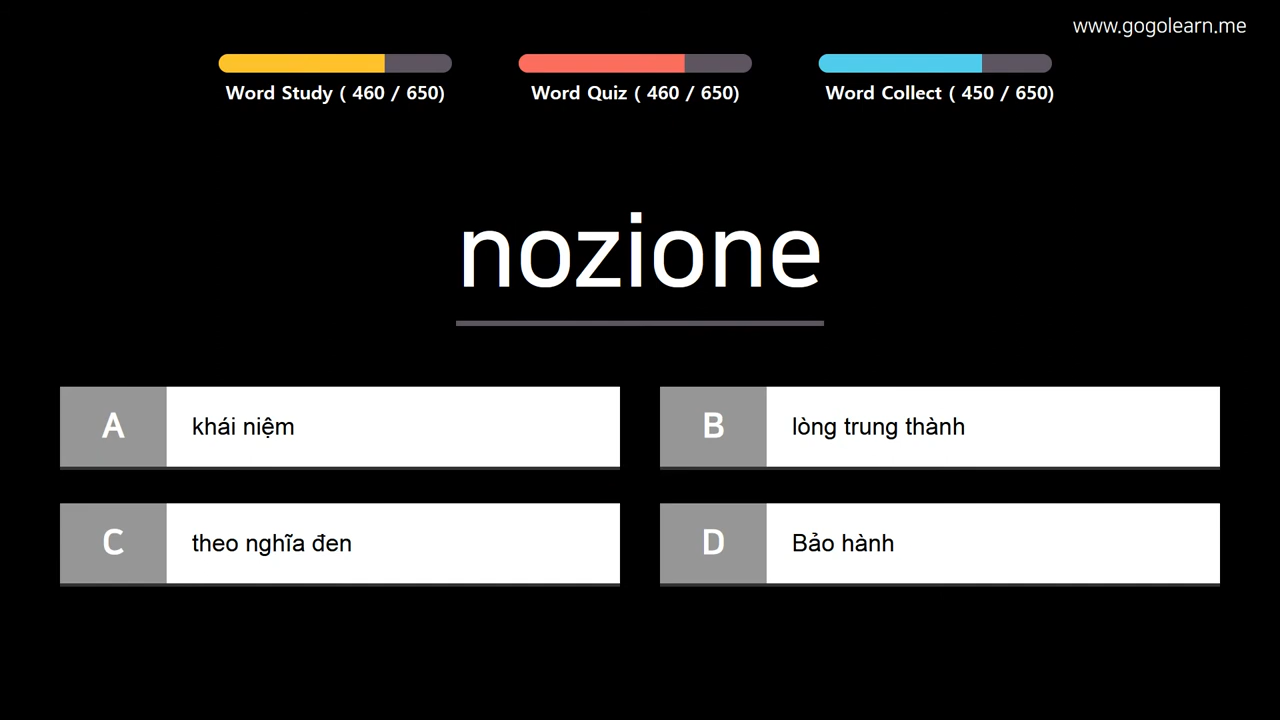 www.gogolearn.me
Word Study ( 460 / 650)
Word Quiz ( 460 / 650)
Word Collect ( 450 / 650)
nozione
A
khái niệm
B
lòng trung thành
C
theo nghĩa đen
D
Bảo hành